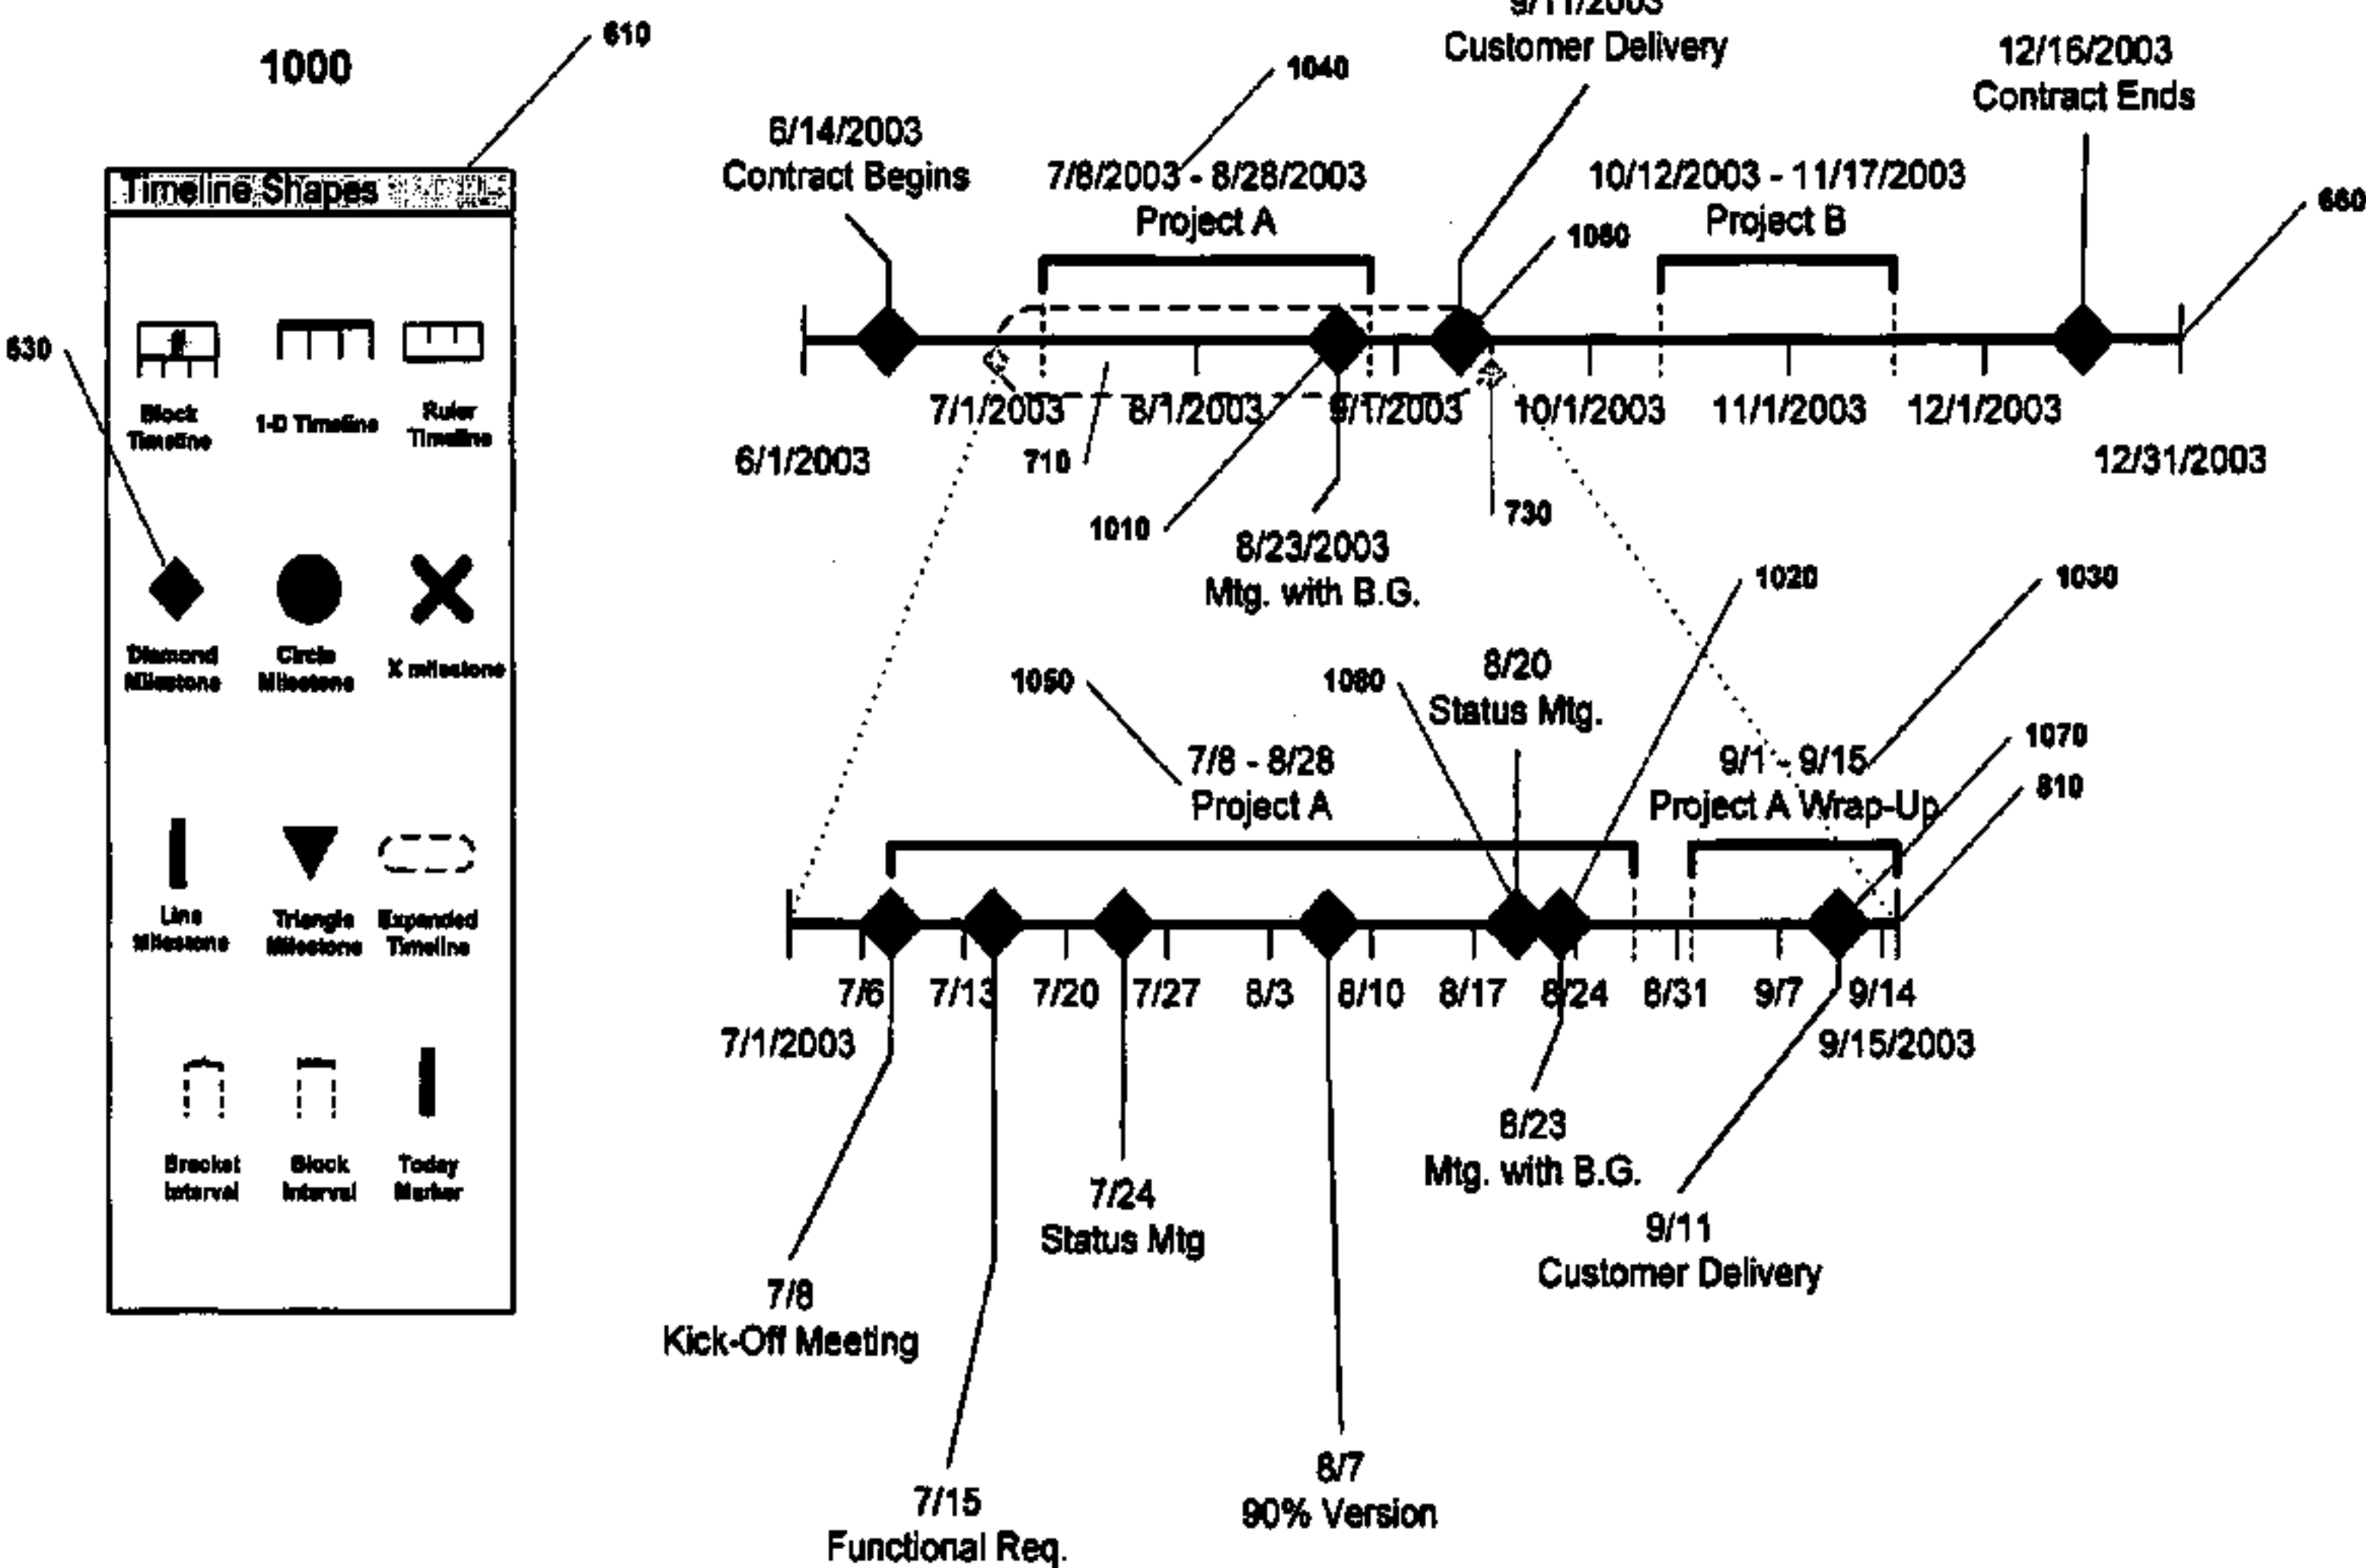 1000
610
Timeline Shapes
Block
Timeline
1-D Timeline
Ruler
Timeline
630
Diamond
Milestone
Circle
Milestone
X milestone
Line
Milestone
Triangle
Milestone
Expanded
Timeline
Bracket
Interval
Block
Interval
Today
Marker
9/11/2003
Customer Delivery
1040
12/16/2003
Contract Ends
6/14/2003
Contract Begins
7/8/2003 - 8/28/2003
Project A
10/12/2003 - 11/17/2003
Project B
1060
660
7/1/2003
8/1/2003
9/1/2003
10/1/2003
11/1/2003
12/1/2003
6/1/2003
710
12/31/2003
1010
730
8/23/2003
Mtg. with B.G.
1020
1030
1050
1080
8/20
Status Mtg.
1070
7/8 - 8/28
Project A
9/1 - 9/15
Project A Wrap-Up
810
7/6
7/13
7/20
7/27
8/3
8/10
8/17
8/24
8/31
9/7
9/14
7/1/2003
9/15/2003
8/23
Mtg. with B.G.
7/24
Status Mtg
9/11
Customer Delivery
7/8
Kick-Off Meeting
8/7
90% Version
7/15
Functional Req.